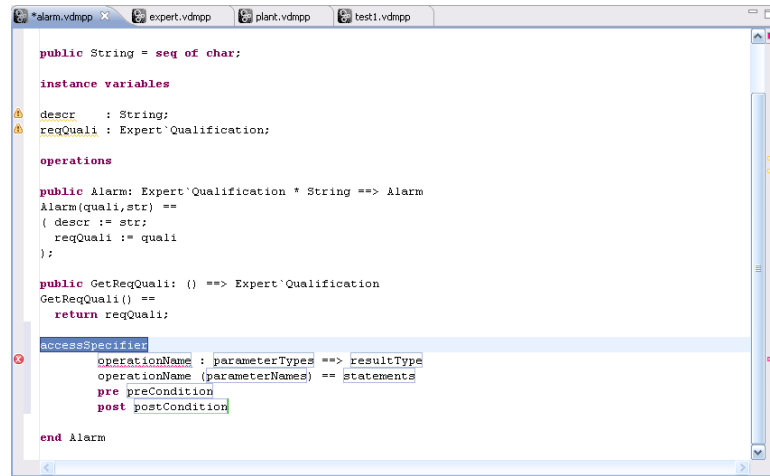 *alarm.vdmpp expert.vdmpp plant.vdmpp test1.vdmpp
public String = seq of char;
instance variables
descr    : String;
reqQuali : Expert`Qualification;
operations
public Alarm: Expert`Qualification * String ==> Alarm
Alarm(quali,str) ==
( descr := str;
  reqQuali := quali
);
public GetReqQuali: () ==> Expert`Qualification
GetReqQuali() ==
  return reqQuali;
accessSpecifier
operationName : parameterTypes ==> resultType
operationName (parameterNames) == statements
pre preCondition
post postCondition
end Alarm